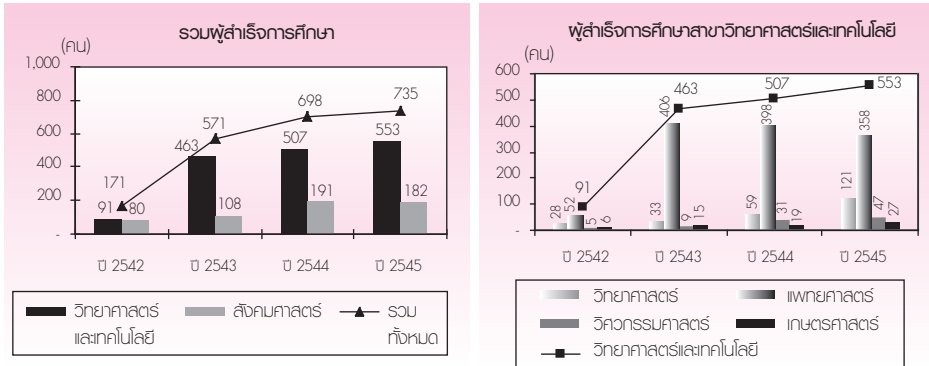 รวมผู้สำเร็จการศึกษา
(คน)
1,000
800
600
400
200
-
171
91 80
571
463
108
698
507
191
735
553
182
ปี 2542 ปี 2543 ปี 2544 ปี 2545
วิทยาศาสตร์และเทคโนโลยี
สังคมศาสตร์
รวมทั้งหมด
ผู้สำเร็จการศึกษาสาขาวิทยาศาสตร์และเทคโนโลยี
(คน)
600
500
400
300
200
100
-
91
28 52 5 6
463
33 406 9 15
507
59 398 31 19
553
121 358 47 27
ปี 2542 ปี 2543 ปี 2544 ปี 2545
วิทยาศาสตร์ แพทยศาสตร์
วิศวกรรมศาสตร์ เกษตรศาสตร์
วิทยาศาสตร์และเทคโนโลยี